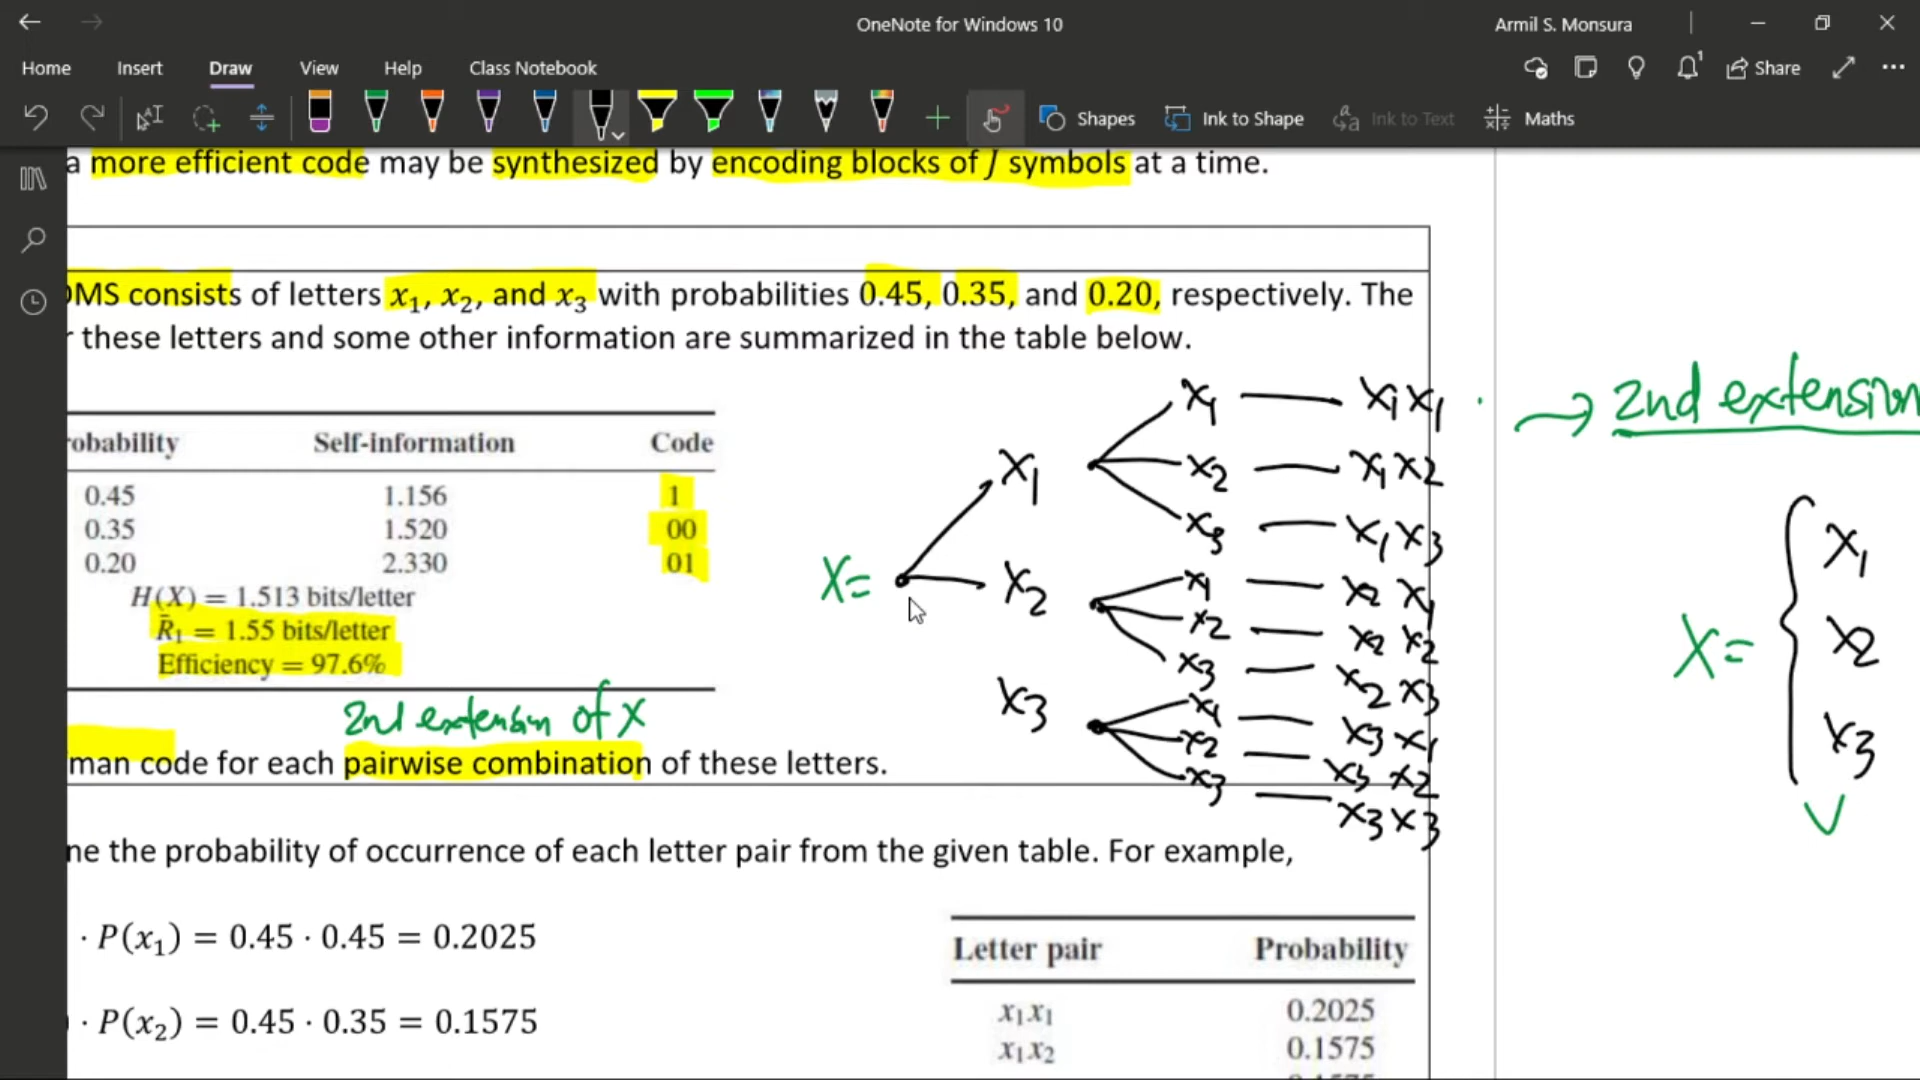 OneNote for Windows 10
Armil S. Monsura
Home Insert Draw View Help Class Notebook
1 Share
Shapes Ink to Shape Ink to Text Maths
a more efficient code may be synthesized by encoding blocks of J symbols at a time.
DMS consists of letters x₁, x₂, and x₃ with probabilities 0.45, 0.35, and 0.20, respectively. The
these letters and some other information are summarized in the table below.
obability Self-information Code
0.45 1.156 1
0.35 1.520 00
0.20 2.330 01
H(X) = 1.513 bits/letter
R̄₁ = 1.55 bits/letter
Efficiency = 97.6%
2nd extension of X
man code for each pairwise combination of these letters.
X=
x₁
x₂
x₃
x₁ — x₁x₁
x₂ — x₁x₂
x₃ — x₁x₃
x₁ — x₂x₁
x₂ — x₂x₂
x₃ — x₂x₃
x₁ — x₃x₁
x₂ — x₃x₂
x₃ — x₃x₃
→ 2nd extension
X= {
x₁
x₂
x₃
ne the probability of occurrence of each letter pair from the given table. For example,
· P(x₁) = 0.45 · 0.45 = 0.2025
· P(x₂) = 0.45 · 0.35 = 0.1575
Letter pair Probability
x₁x₁ 0.2025
x₁x₂ 0.1575